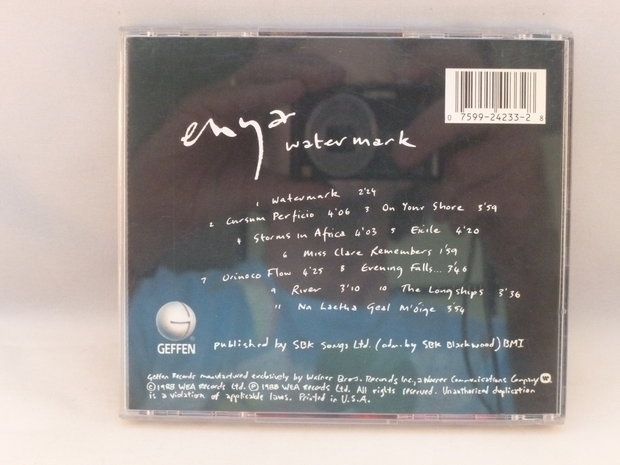 0 7599-24233-2 8
enya
watermark
1 Watermark 2'24
2 Cursum Perficio 4'06 3 On Your Shore 3'59
4 Storms in Africa 4'03 5 Exile 4'20
6 Miss Clare Remembers 1'59
7 Orinoco Flow 4'25 8 Evening Falls... 3'46
9 River 3'10 10 The Longships 3'36
11 Na Laetha Geal M'óige 3'54
G
GEFFEN
published by SBK Songs Ltd. (adm. by SBK Blackwood) BMI
Geffen Records manufactured exclusively by Warner Bros. Records Inc., a Warner Communications Company
©1988 WEA Records Ltd. ℗ 1988 WEA Records Ltd. All rights reserved. Unauthorized duplication
is a violation of applicable laws. Printed in U.S.A.